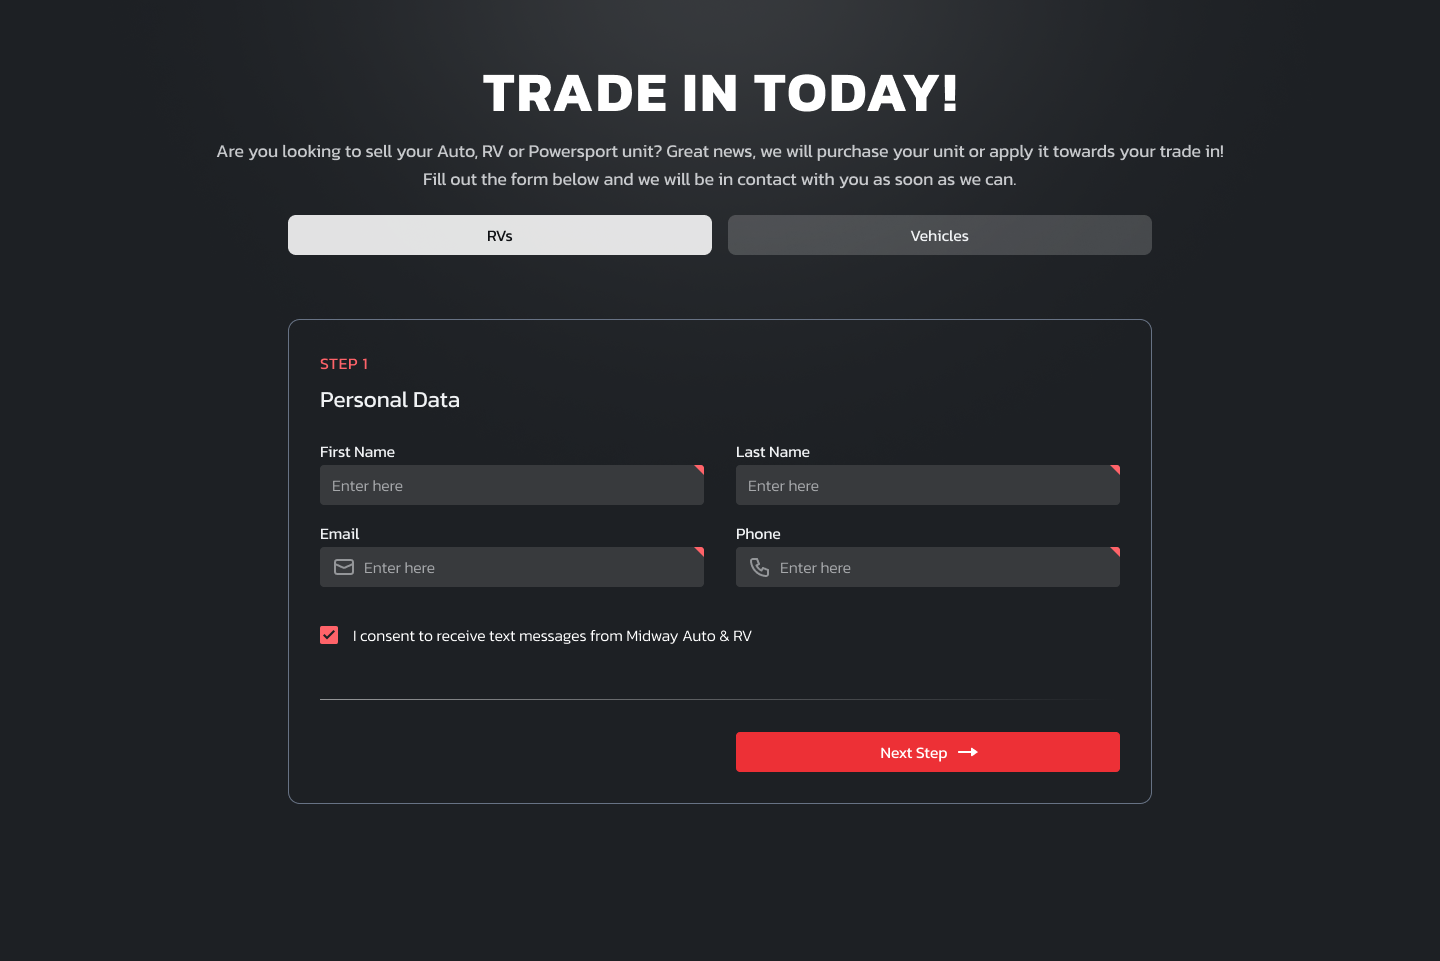 TRADE IN TODAY!
Are you looking to sell your Auto, RV or Powersport unit? Great news, we will purchase your unit or apply it towards your trade in!
Fill out the form below and we will be in contact with you as soon as we can.
RVs
Vehicles
STEP 1
Personal Data
First Name
Last Name
Enter here
Enter here
Email
Phone
Enter here
Enter here
I consent to receive text messages from Midway Auto & RV
Next Step